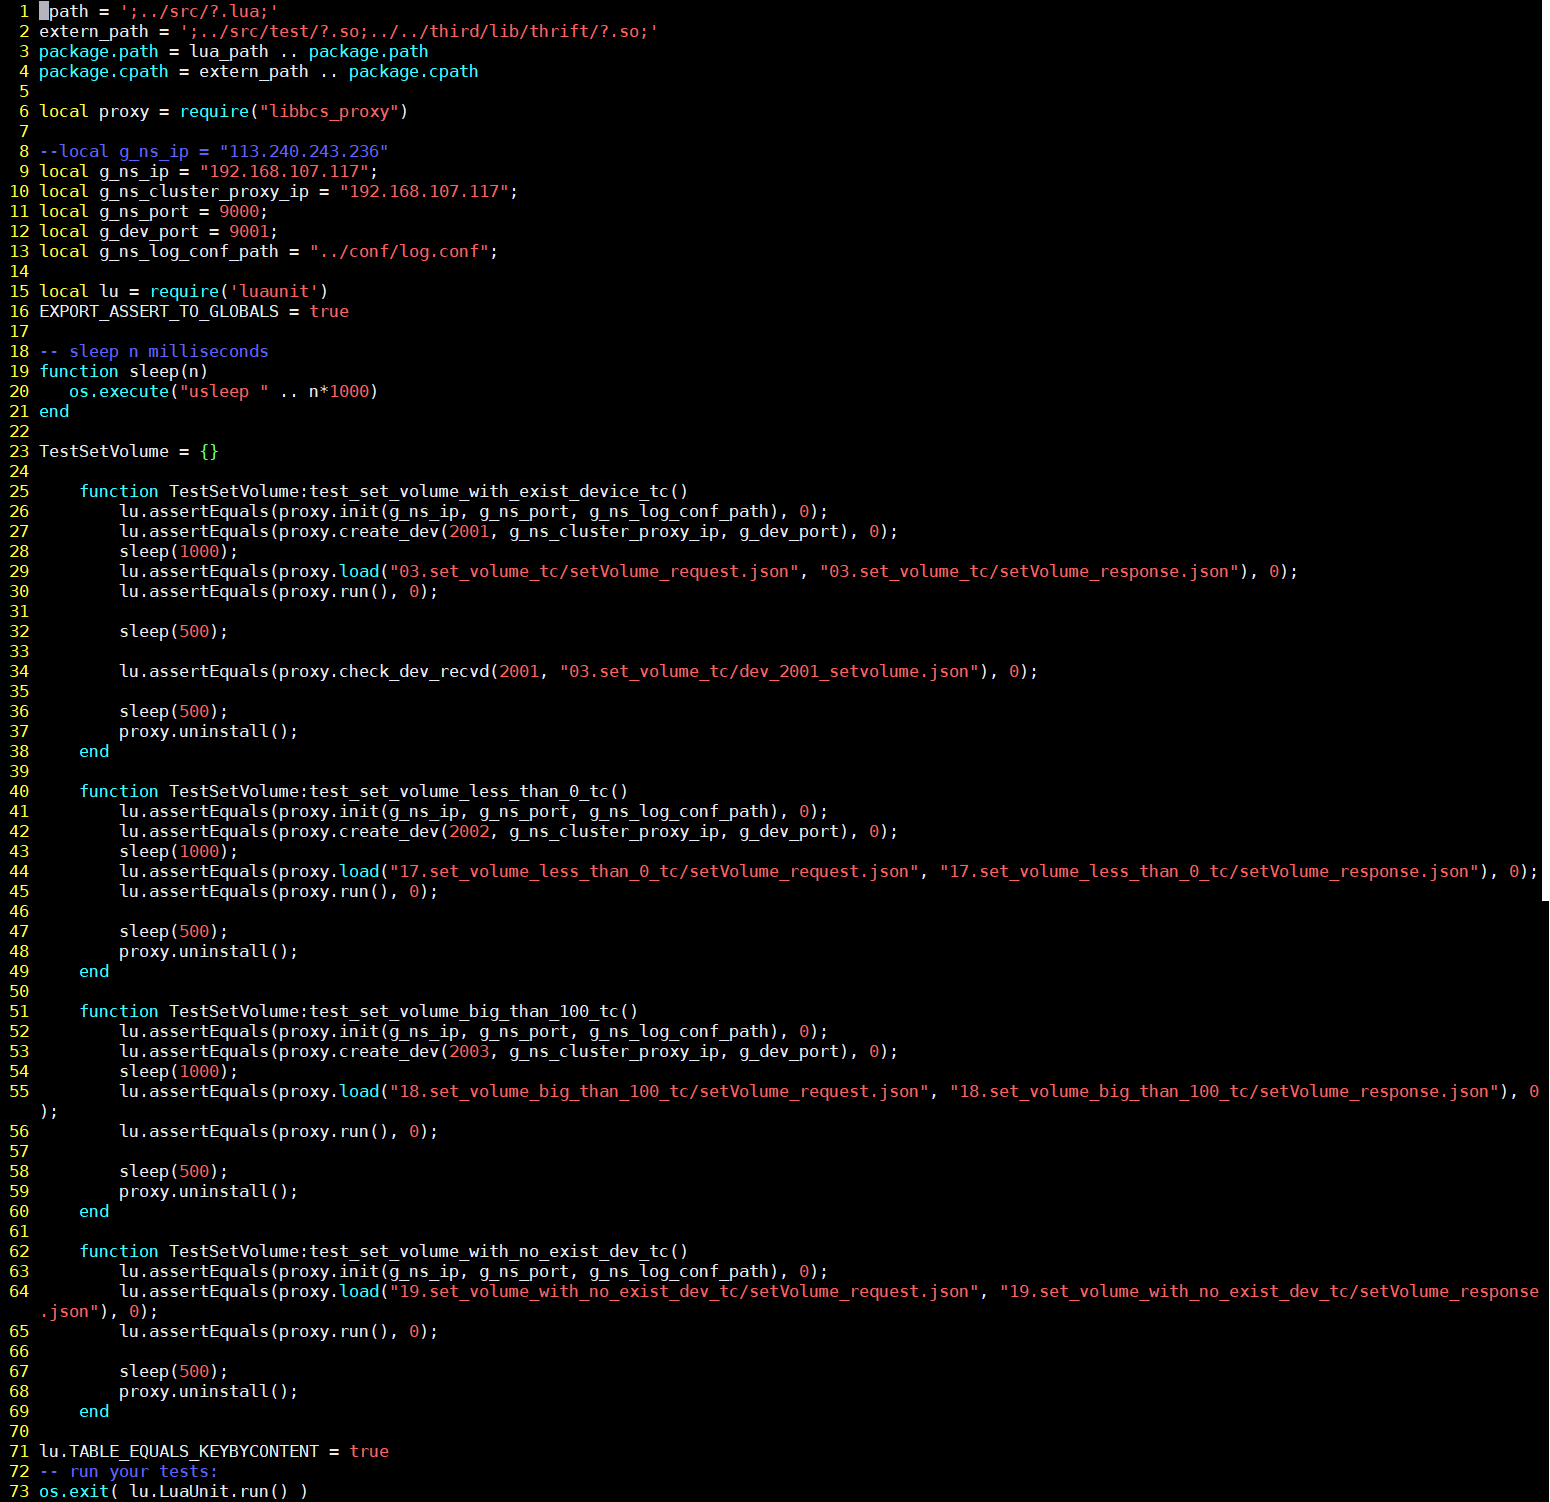 1 path = ';../src/?.lua;'
2 extern_path = ';../src/test/?.so;../../third/lib/thrift/?.so;'
3 package.path = lua_path .. package.path
4 package.cpath = extern_path .. package.cpath
5
6 local proxy = require("libbcs_proxy")
7
8 --local g_ns_ip = "113.240.243.236"
9 local g_ns_ip = "192.168.107.117";
10 local g_ns_cluster_proxy_ip = "192.168.107.117";
11 local g_ns_port = 9000;
12 local g_dev_port = 9001;
13 local g_ns_log_conf_path = "../conf/log.conf";
14
15 local lu = require('luaunit')
16 EXPORT_ASSERT_TO_GLOBALS = true
17
18 -- sleep n milliseconds
19 function sleep(n)
20    os.execute("usleep " .. n*1000)
21 end
22
23 TestSetVolume = {}
24
25     function TestSetVolume:test_set_volume_with_exist_device_tc()
26         lu.assertEquals(proxy.init(g_ns_ip, g_ns_port, g_ns_log_conf_path), 0);
27         lu.assertEquals(proxy.create_dev(2001, g_ns_cluster_proxy_ip, g_dev_port), 0);
28         sleep(1000);
29         lu.assertEquals(proxy.load("03.set_volume_tc/setVolume_request.json", "03.set_volume_tc/setVolume_response.json"), 0);
30         lu.assertEquals(proxy.run(), 0);
31
32         sleep(500);
33
34         lu.assertEquals(proxy.check_dev_recvd(2001, "03.set_volume_tc/dev_2001_setvolume.json"), 0);
35
36         sleep(500);
37         proxy.uninstall();
38     end
39
40     function TestSetVolume:test_set_volume_less_than_0_tc()
41         lu.assertEquals(proxy.init(g_ns_ip, g_ns_port, g_ns_log_conf_path), 0);
42         lu.assertEquals(proxy.create_dev(2002, g_ns_cluster_proxy_ip, g_dev_port), 0);
43         sleep(1000);
44         lu.assertEquals(proxy.load("17.set_volume_less_than_0_tc/setVolume_request.json", "17.set_volume_less_than_0_tc/setVolume_response.json"), 0);
45         lu.assertEquals(proxy.run(), 0);
46
47         sleep(500);
48         proxy.uninstall();
49     end
50
51     function TestSetVolume:test_set_volume_big_than_100_tc()
52         lu.assertEquals(proxy.init(g_ns_ip, g_ns_port, g_ns_log_conf_path), 0);
53         lu.assertEquals(proxy.create_dev(2003, g_ns_cluster_proxy_ip, g_dev_port), 0);
54         sleep(1000);
55         lu.assertEquals(proxy.load("18.set_volume_big_than_100_tc/setVolume_request.json", "18.set_volume_big_than_100_tc/setVolume_response.json"), 0
);
56         lu.assertEquals(proxy.run(), 0);
57
58         sleep(500);
59         proxy.uninstall();
60     end
61
62     function TestSetVolume:test_set_volume_with_no_exist_dev_tc()
63         lu.assertEquals(proxy.init(g_ns_ip, g_ns_port, g_ns_log_conf_path), 0);
64         lu.assertEquals(proxy.load("19.set_volume_with_no_exist_dev_tc/setVolume_request.json", "19.set_volume_with_no_exist_dev_tc/setVolume_response
.json"), 0);
65         lu.assertEquals(proxy.run(), 0);
66
67         sleep(500);
68         proxy.uninstall();
69     end
70
71 lu.TABLE_EQUALS_KEYBYCONTENT = true
72 -- run your tests:
73 os.exit( lu.LuaUnit.run() )